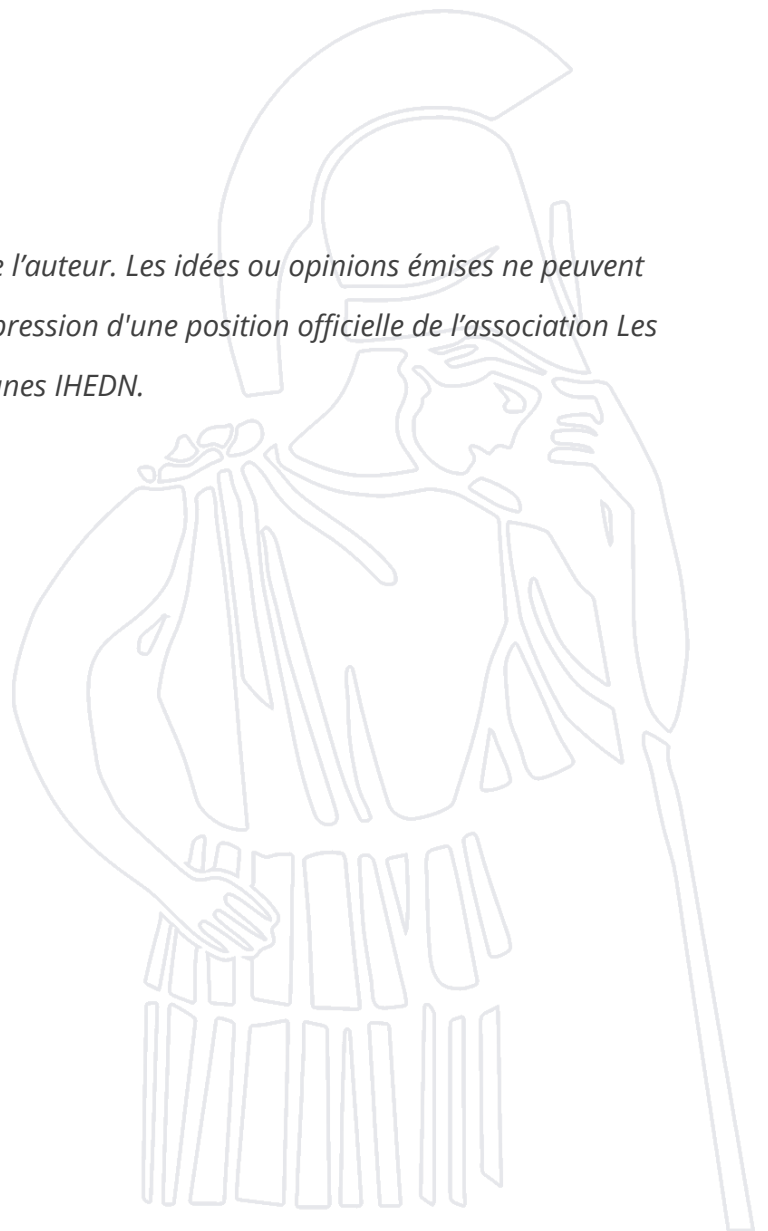 e l’auteur. Les idées ou opinions émises ne peuvent
pression d'une position officielle de l’association Les
unes IHEDN.